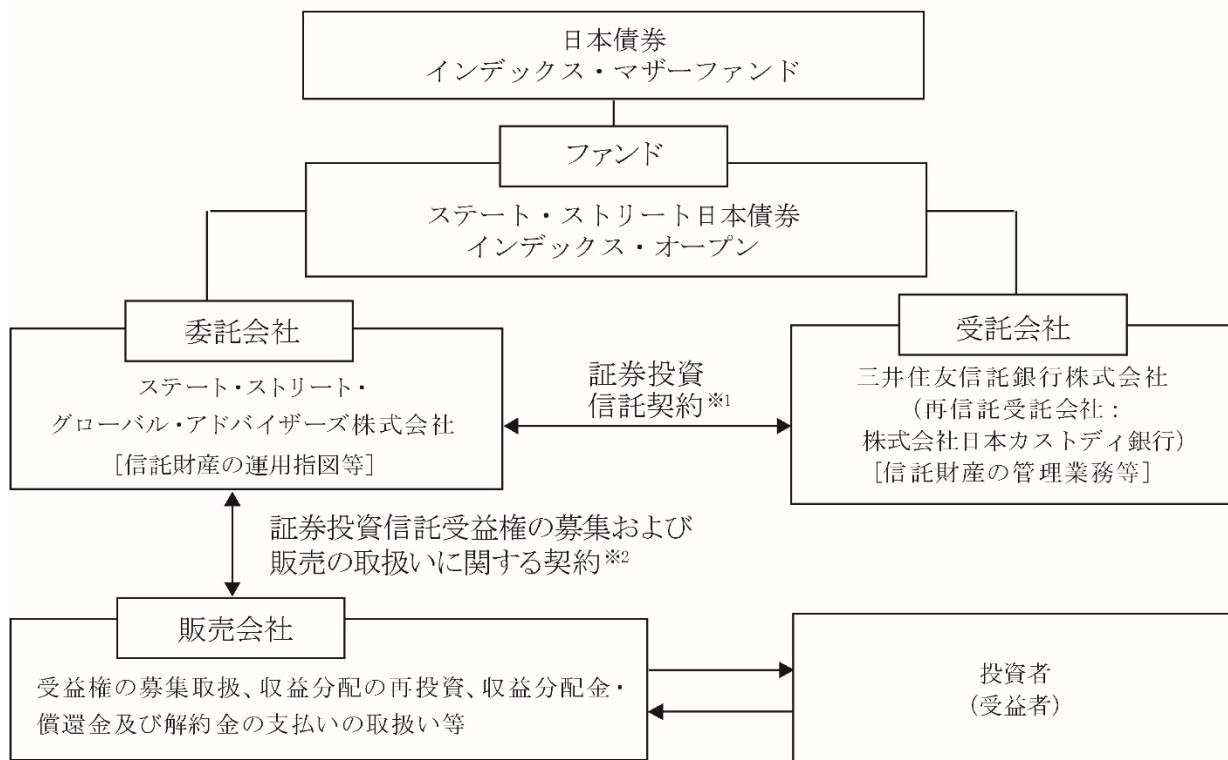 日本債券
インデックス・マザーファンド
ファンド
ステート・ストリート日本債券
インデックス・オープン
委託会社
ステート・ストリート・
グローバル・アドバイザーズ株式会社
[信託財産の運用指図等]
証券投資
信託契約※1
受託会社
三井住友信託銀行株式会社
(再信託受託会社:
株式会社日本カストディ銀行)
[信託財産の管理業務等]
証券投資信託受益権の募集および
販売の取扱いに関する契約※2
販売会社
受益権の募集取扱、収益分配の再投資、収益分配金・
償還金及び解約金の支払いの取扱い等
投資者
(受益者)